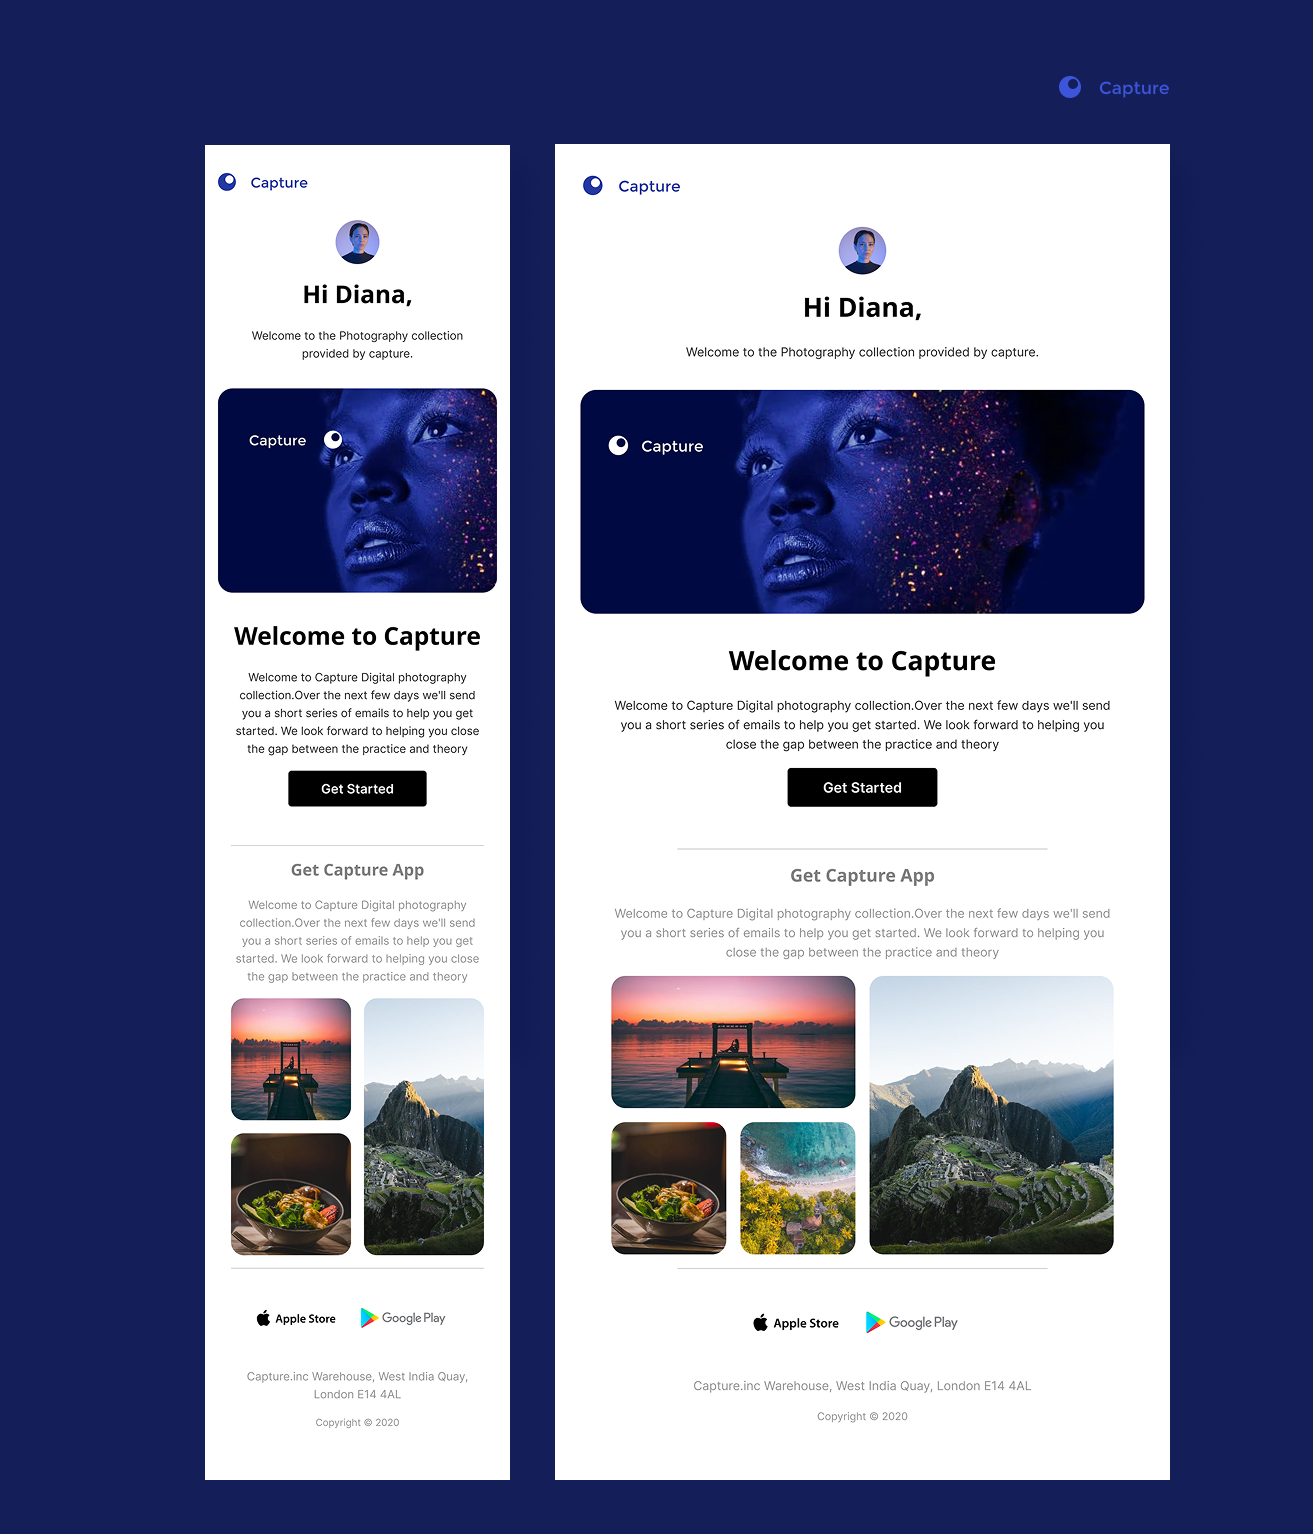 Capture
Capture
Hi Diana,
Welcome to the Photography collection
provided by capture.
Capture
Welcome to Capture
Welcome to Capture Digital photography
collection.Over the next few days we'll send
you a short series of emails to help you get
started. We look forward to helping you close
the gap between the practice and theory
Get Started
Get Capture App
Welcome to Capture Digital photography
collection.Over the next few days we'll send
you a short series of emails to help you get
started. We look forward to helping you close
the gap between the practice and theory
Apple Store
Google Play
Capture.inc Warehouse, West India Quay,
London E14 4AL
Copyright © 2020
Capture
Hi Diana,
Welcome to the Photography collection provided by capture.
Capture
Welcome to Capture
Welcome to Capture Digital photography collection.Over the next few days we'll send
you a short series of emails to help you get started. We look forward to helping you
close the gap between the practice and theory
Get Started
Get Capture App
Welcome to Capture Digital photography collection.Over the next few days we'll send
you a short series of emails to help you get started. We look forward to helping you
close the gap between the practice and theory
Apple Store
Google Play
Capture.inc Warehouse, West India Quay, London E14 4AL
Copyright © 2020